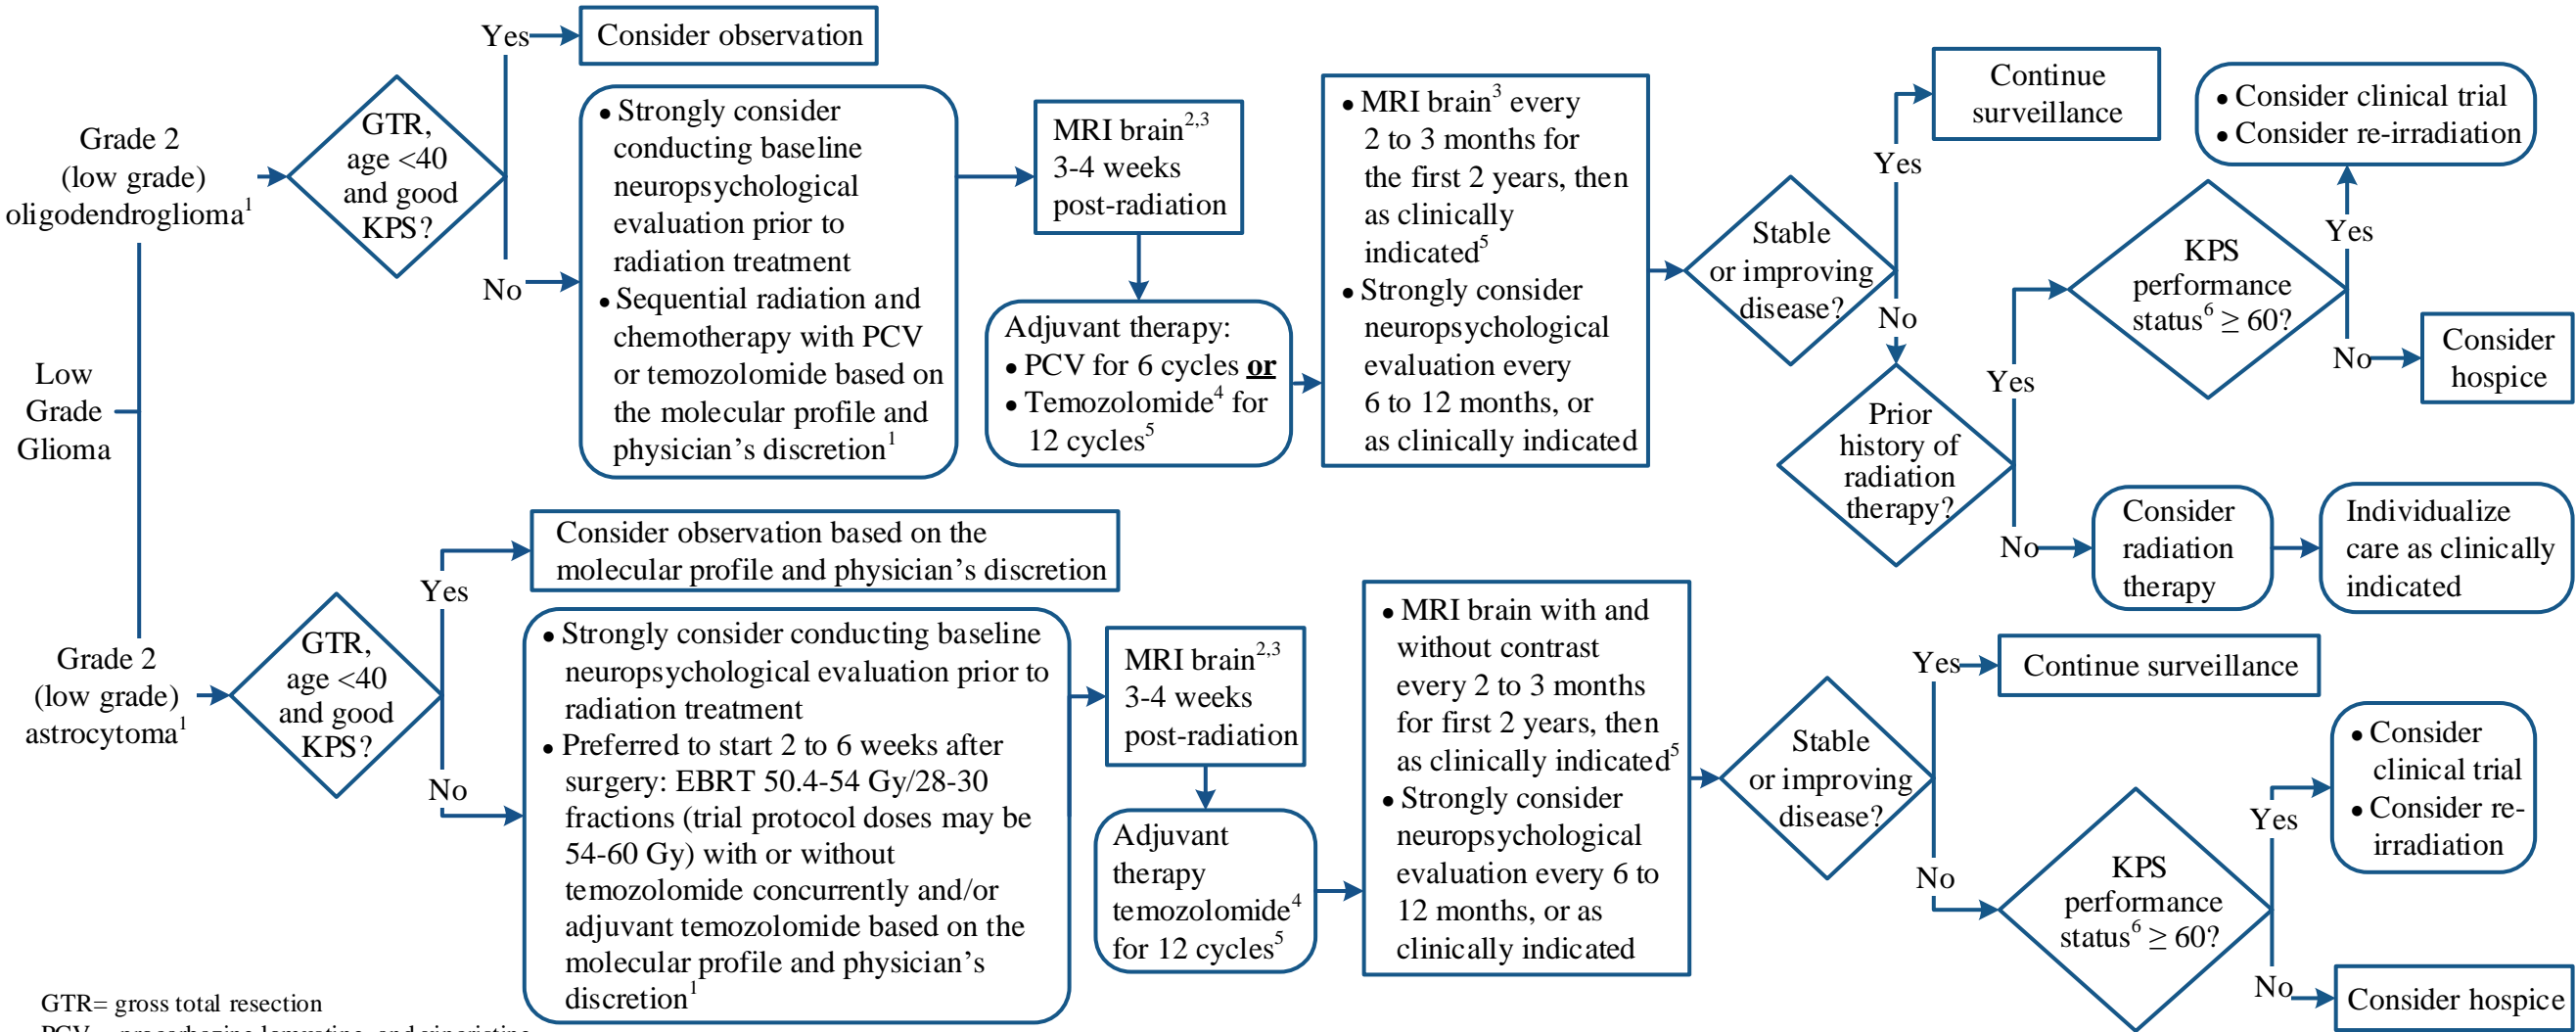 Low
Grade
Glioma
Grade 2
(low grade)
oligodendroglioma¹
GTR,
age <40
and good
KPS?
Yes
Consider observation
No
• Strongly consider
conducting baseline
neuropsychological
evaluation prior to
radiation treatment
• Sequential radiation and
chemotherapy with PCV
or temozolomide based on
the molecular profile and
physician’s discretion¹
MRI brain²,³
3-4 weeks
post-radiation
Adjuvant therapy:
• PCV for 6 cycles or
• Temozolomide⁴ for
12 cycles⁵
• MRI brain³ every
2 to 3 months for
the first 2 years, then
as clinically
indicated⁵
• Strongly consider
neuropsychological
evaluation every
6 to 12 months, or
as clinically indicated
Stable
or improving
disease?
Yes
Continue
surveillance
No
Prior
history of
radiation
therapy?
Yes
KPS
performance
status⁶ ≥ 60?
Yes
• Consider clinical trial
• Consider re-irradiation
No
Consider
hospice
No
Consider
radiation
therapy
Individualize
care as clinically
indicated
Grade 2
(low grade)
astrocytoma¹
GTR,
age <40
and good
KPS?
Yes
Consider observation based on the
molecular profile and physician’s discretion
No
• Strongly consider conducting baseline
neuropsychological evaluation prior to
radiation treatment
• Preferred to start 2 to 6 weeks after
surgery: EBRT 50.4-54 Gy/28-30
fractions (trial protocol doses may be
54-60 Gy) with or without
temozolomide concurrently and/or
adjuvant temozolomide based on the
molecular profile and physician’s
discretion¹
MRI brain²,³
3-4 weeks
post-radiation
Adjuvant
therapy
temozolomide⁴
for 12 cycles⁵
• MRI brain with and
without contrast
every 2 to 3 months
for first 2 years, then
as clinically indicated⁵
• Strongly consider
neuropsychological
evaluation every 6 to
12 months, or as
clinically indicated
Stable
or improving
disease?
Yes
Continue surveillance
No
KPS
performance
status⁶ ≥ 60?
Yes
• Consider
clinical trial
• Consider re-
irradiation
No
Consider hospice
GTR= gross total resection